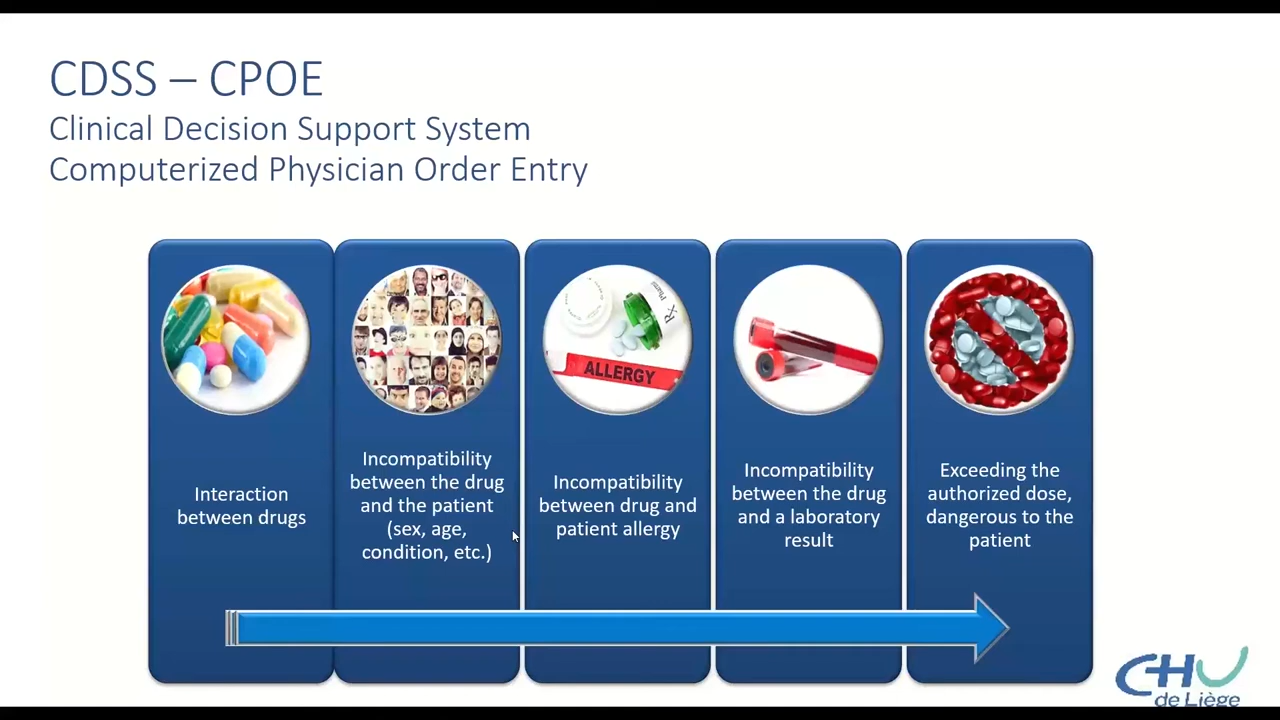 CDSS – CPOE
Clinical Decision Support System
Computerized Physician Order Entry
ALLERGY
Rx
Interaction
between drugs
Incompatibility
between the drug
and the patient
(sex, age,
condition, etc.)
Incompatibility
between drug and
patient allergy
Incompatibility
between the drug
and a laboratory
result
Exceeding the
authorized dose,
dangerous to the
patient
CHU
de Liège